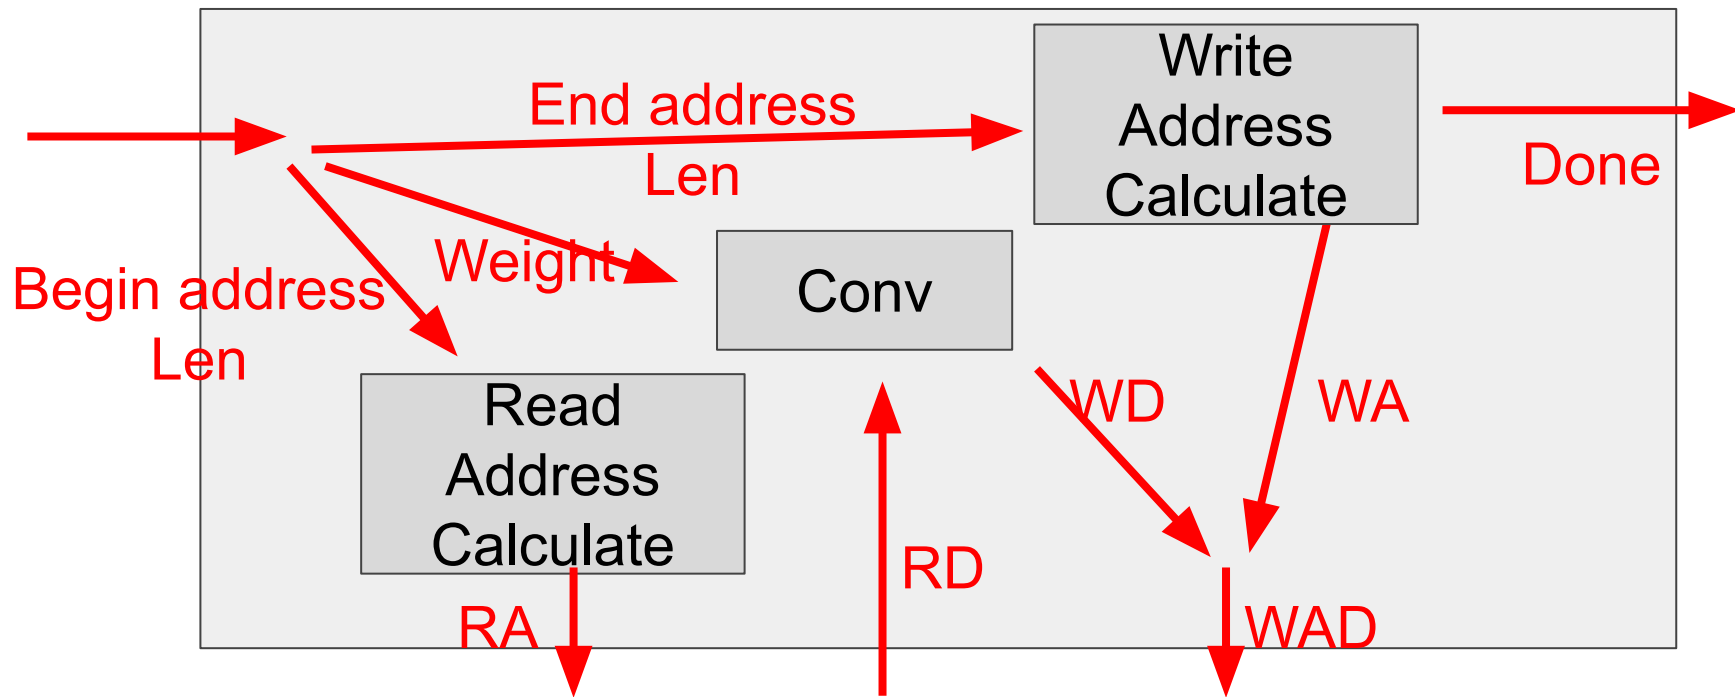 Write
Address
Calculate
End address
Len
Done
Weight
Conv
Begin address
Len
Read
Address
Calculate
WD
WA
RD
RA
WAD